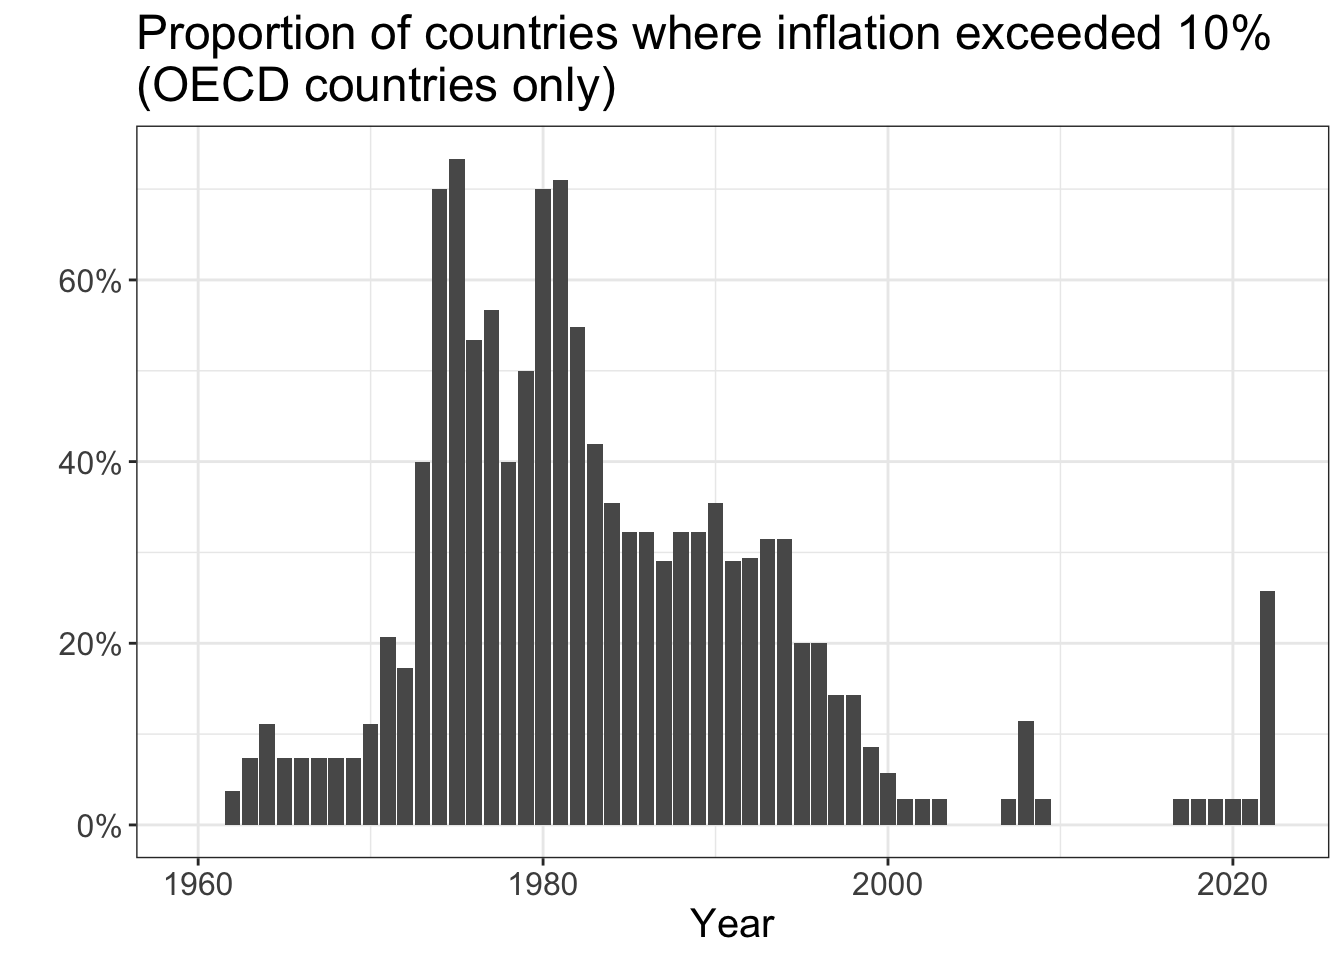 Proportion of countries where inflation exceeded 10%
(OECD countries only)
60%
40%
20%
0%
1960 1980 2000 2020
Year